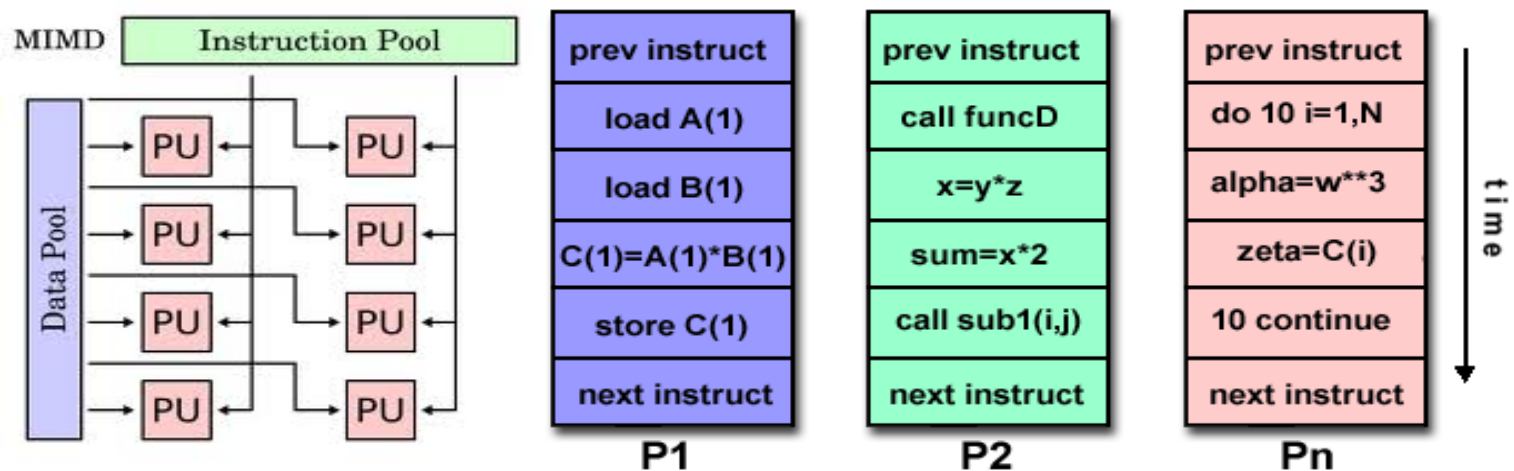 MIMD
Instruction Pool
Data Pool
PU
PU
PU
PU
PU
PU
PU
PU
prev instruct
load A(1)
load B(1)
C(1)=A(1)*B(1)
store C(1)
next instruct
P1
prev instruct
call funcD
x=y*z
sum=x*2
call sub1(i,j)
next instruct
P2
prev instruct
do 10 i=1,N
alpha=w**3
zeta=C(i)
10 continue
next instruct
Pn
time